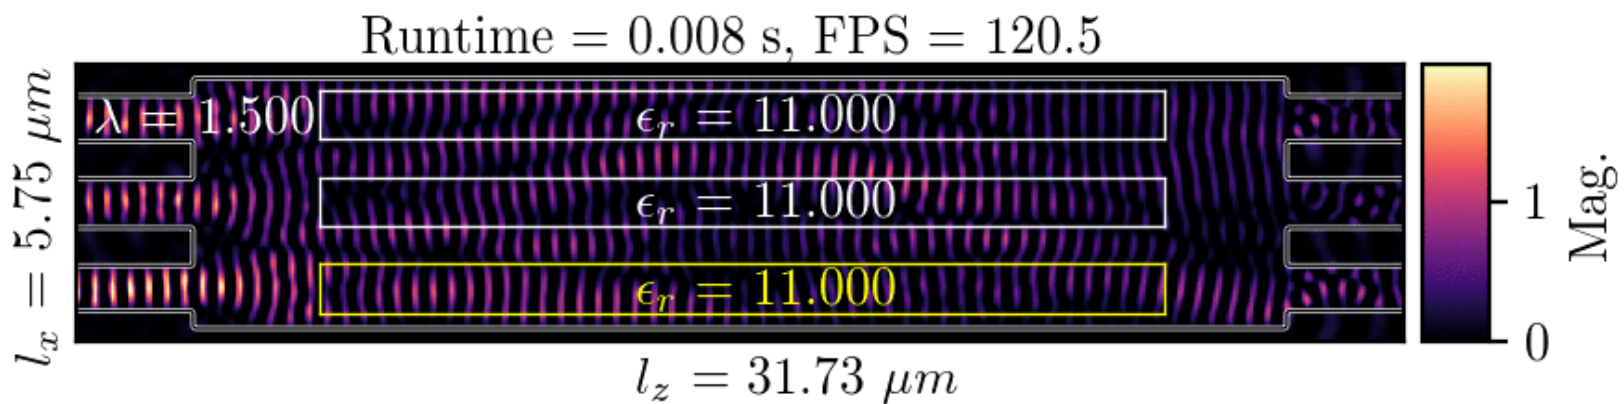 Runtime = 0.008 s, FPS = 120.5
λ = 1.500
ϵᵣ = 11.000
ϵᵣ = 11.000
ϵᵣ = 11.000
lₓ = 5.75 μm
l_z = 31.73 μm
1
0
Mag.